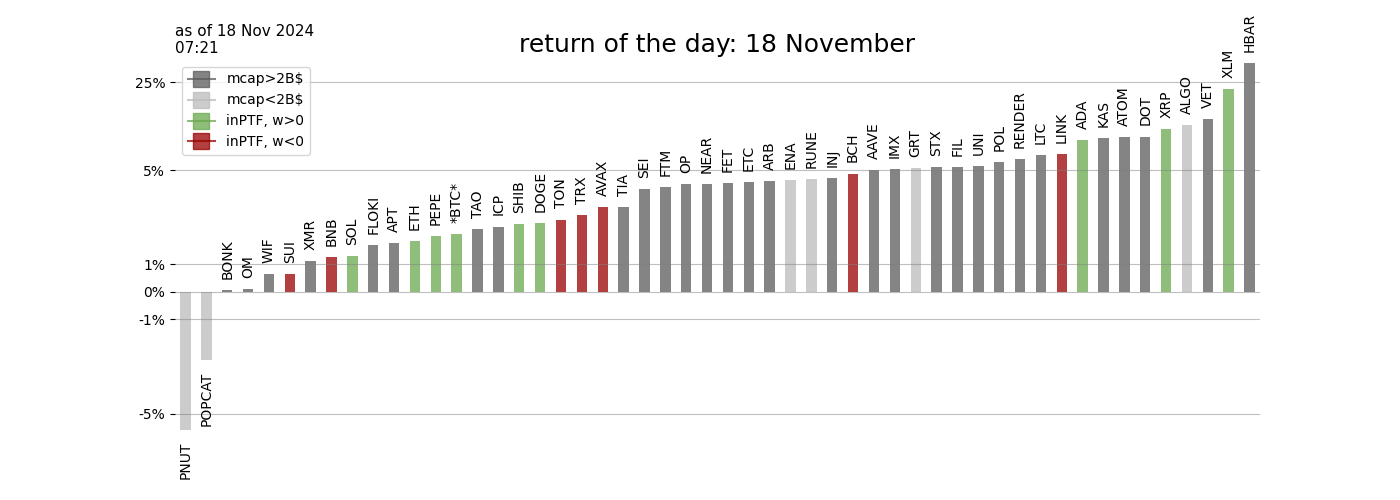 as of 18 Nov 2024
07:21
return of the day: 18 November
mcap>2B$
mcap<2B$
inPTF, w>0
inPTF, w<0
25%
5%
1%
0%
-1%
-5%
PNUT
POPCAT
BONK
OM
WIF
SUI
XMR
BNB
SOL
FLOKI
APT
ETH
PEPE
*BTC*
TAO
ICP
SHIB
DOGE
TON
TRX
AVAX
TIA
SEI
FTM
OP
NEAR
FET
ETC
ARB
ENA
RUNE
INJ
BCH
AAVE
IMX
GRT
STX
FIL
UNI
POL
RENDER
LTC
LINK
ADA
KAS
ATOM
DOT
XRP
ALGO
VET
XLM
HBAR